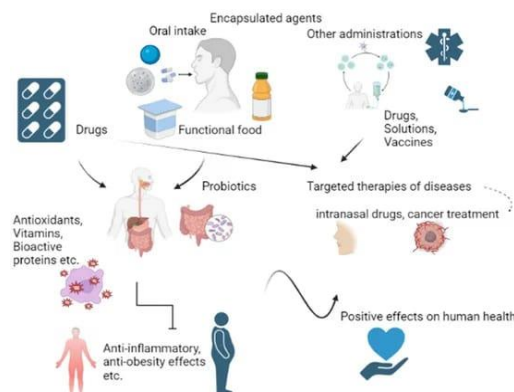 Encapsulated agents
Oral intake
Other administrations
Drugs
Functional food
Drugs,
Solutions,
Vaccines
Probiotics
Targeted therapies of diseases
Antioxidants,
Vitamins,
Bioactive
proteins etc.
intranasal drugs, cancer treatment
Positive effects on human health
Anti-inflammatory,
anti-obesity effects
etc.